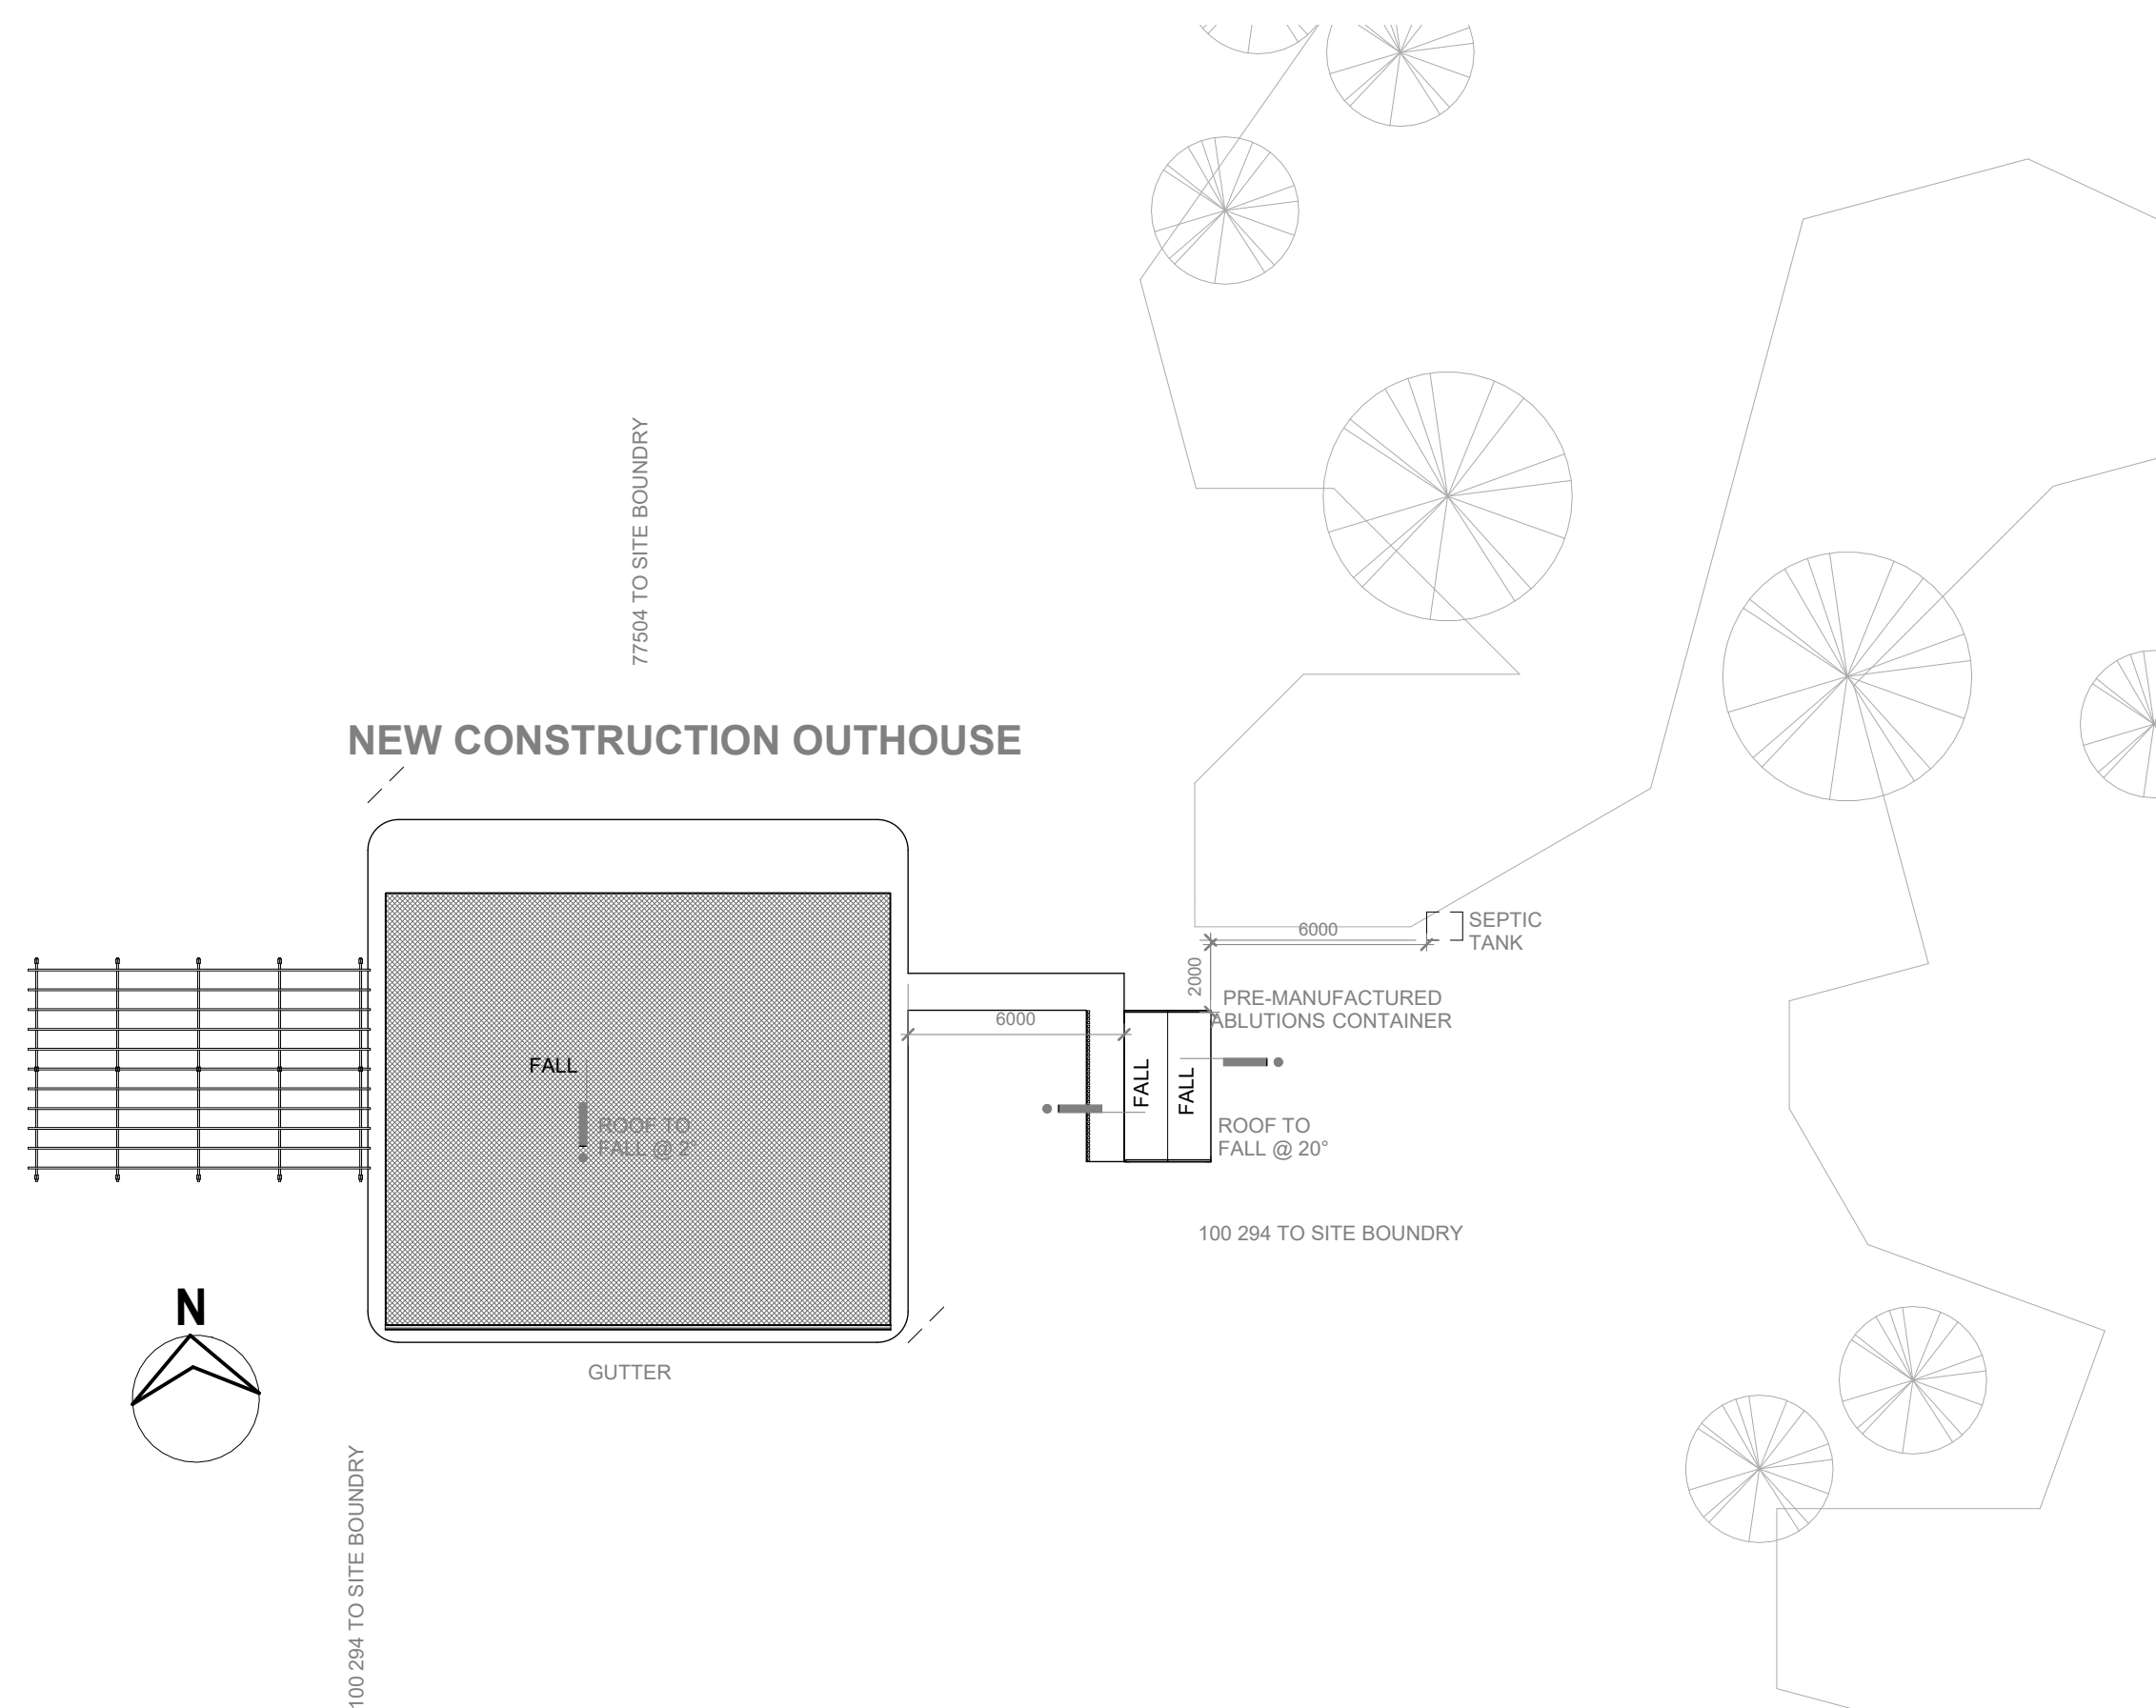 77504 TO SITE BOUNDRY
NEW CONSTRUCTION OUTHOUSE
SEPTIC
TANK
6000
2000
PRE-MANUFACTURED
ABLUTIONS CONTAINER
6000
FALL
FALL
FALL
ROOF TO
FALL @ 2°
ROOF TO
FALL @ 20°
100 294 TO SITE BOUNDRY
N
GUTTER
100 294 TO SITE BOUNDRY